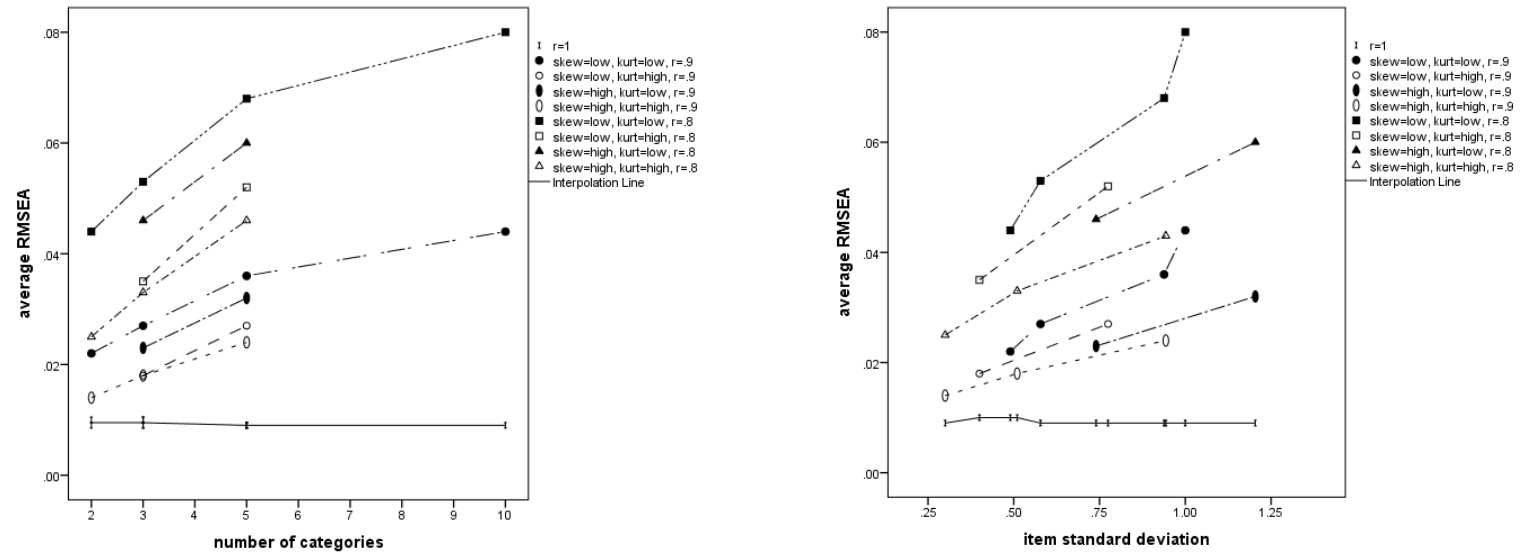 .08
.06
.04
.02
.00
average RMSEA
2 3 4 5 6 7 8 9 10
number of categories
r=1
skew=low, kurt=low, r=.9
skew=low, kurt=high, r=.9
skew=high, kurt=low, r=.9
skew=high, kurt=high, r=.9
skew=low, kurt=low, r=.8
skew=low, kurt=high, r=.8
skew=high, kurt=low, r=.8
skew=high, kurt=high, r=.8
Interpolation Line
.08
.06
.04
.02
.00
average RMSEA
.25 .50 .75 1.00 1.25
item standard deviation
r=1
skew=low, kurt=low, r=.9
skew=low, kurt=high, r=.9
skew=high, kurt=low, r=.9
skew=high, kurt=high, r=.9
skew=low, kurt=low, r=.8
skew=low, kurt=high, r=.8
skew=high, kurt=low, r=.8
skew=high, kurt=high, r=.8
Interpolation Line